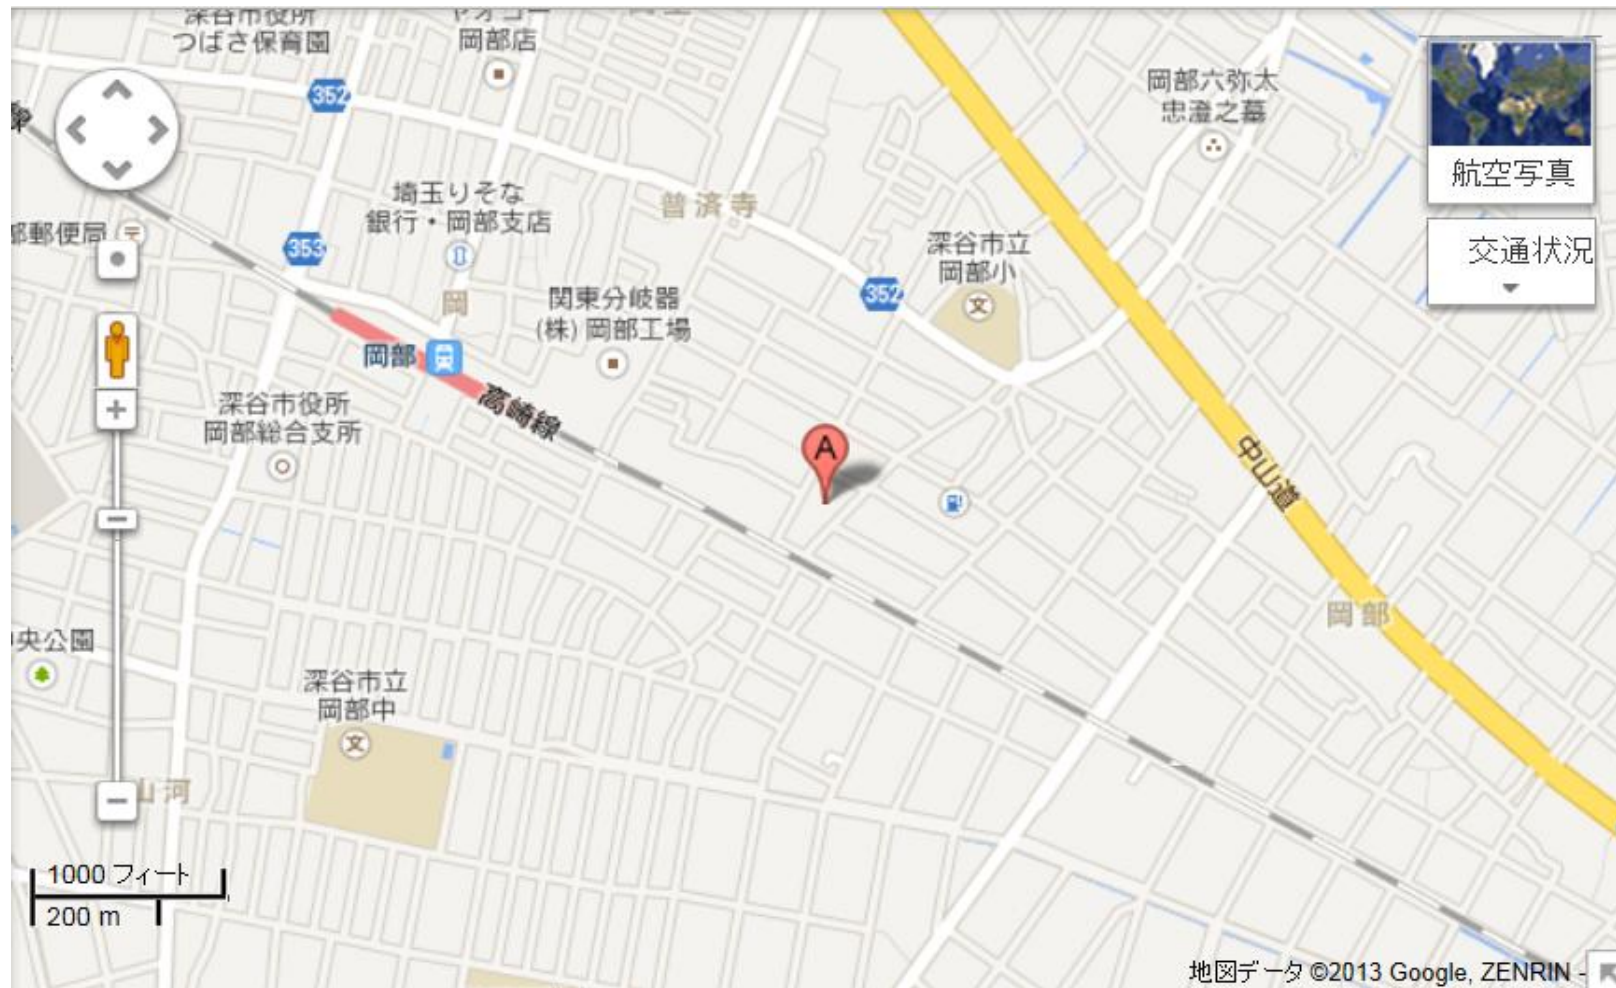 深谷市役所
つばさ保育園
ヤオコー
岡部店
352
岡部六弥太
忠澄之墓
航空写真
交通状況
埼玉りそな
銀行・岡部支店
普済寺
部郵便局
353
深谷市立
岡部小
352
岡
関東分岐器
(株) 岡部工場
岡部
高崎線
深谷市役所
岡部総合支所
A
中山道
岡部
中央公園
深谷市立
岡部中
山河
1000 フィート
200 m
地図データ ©2013 Google, ZENRIN -